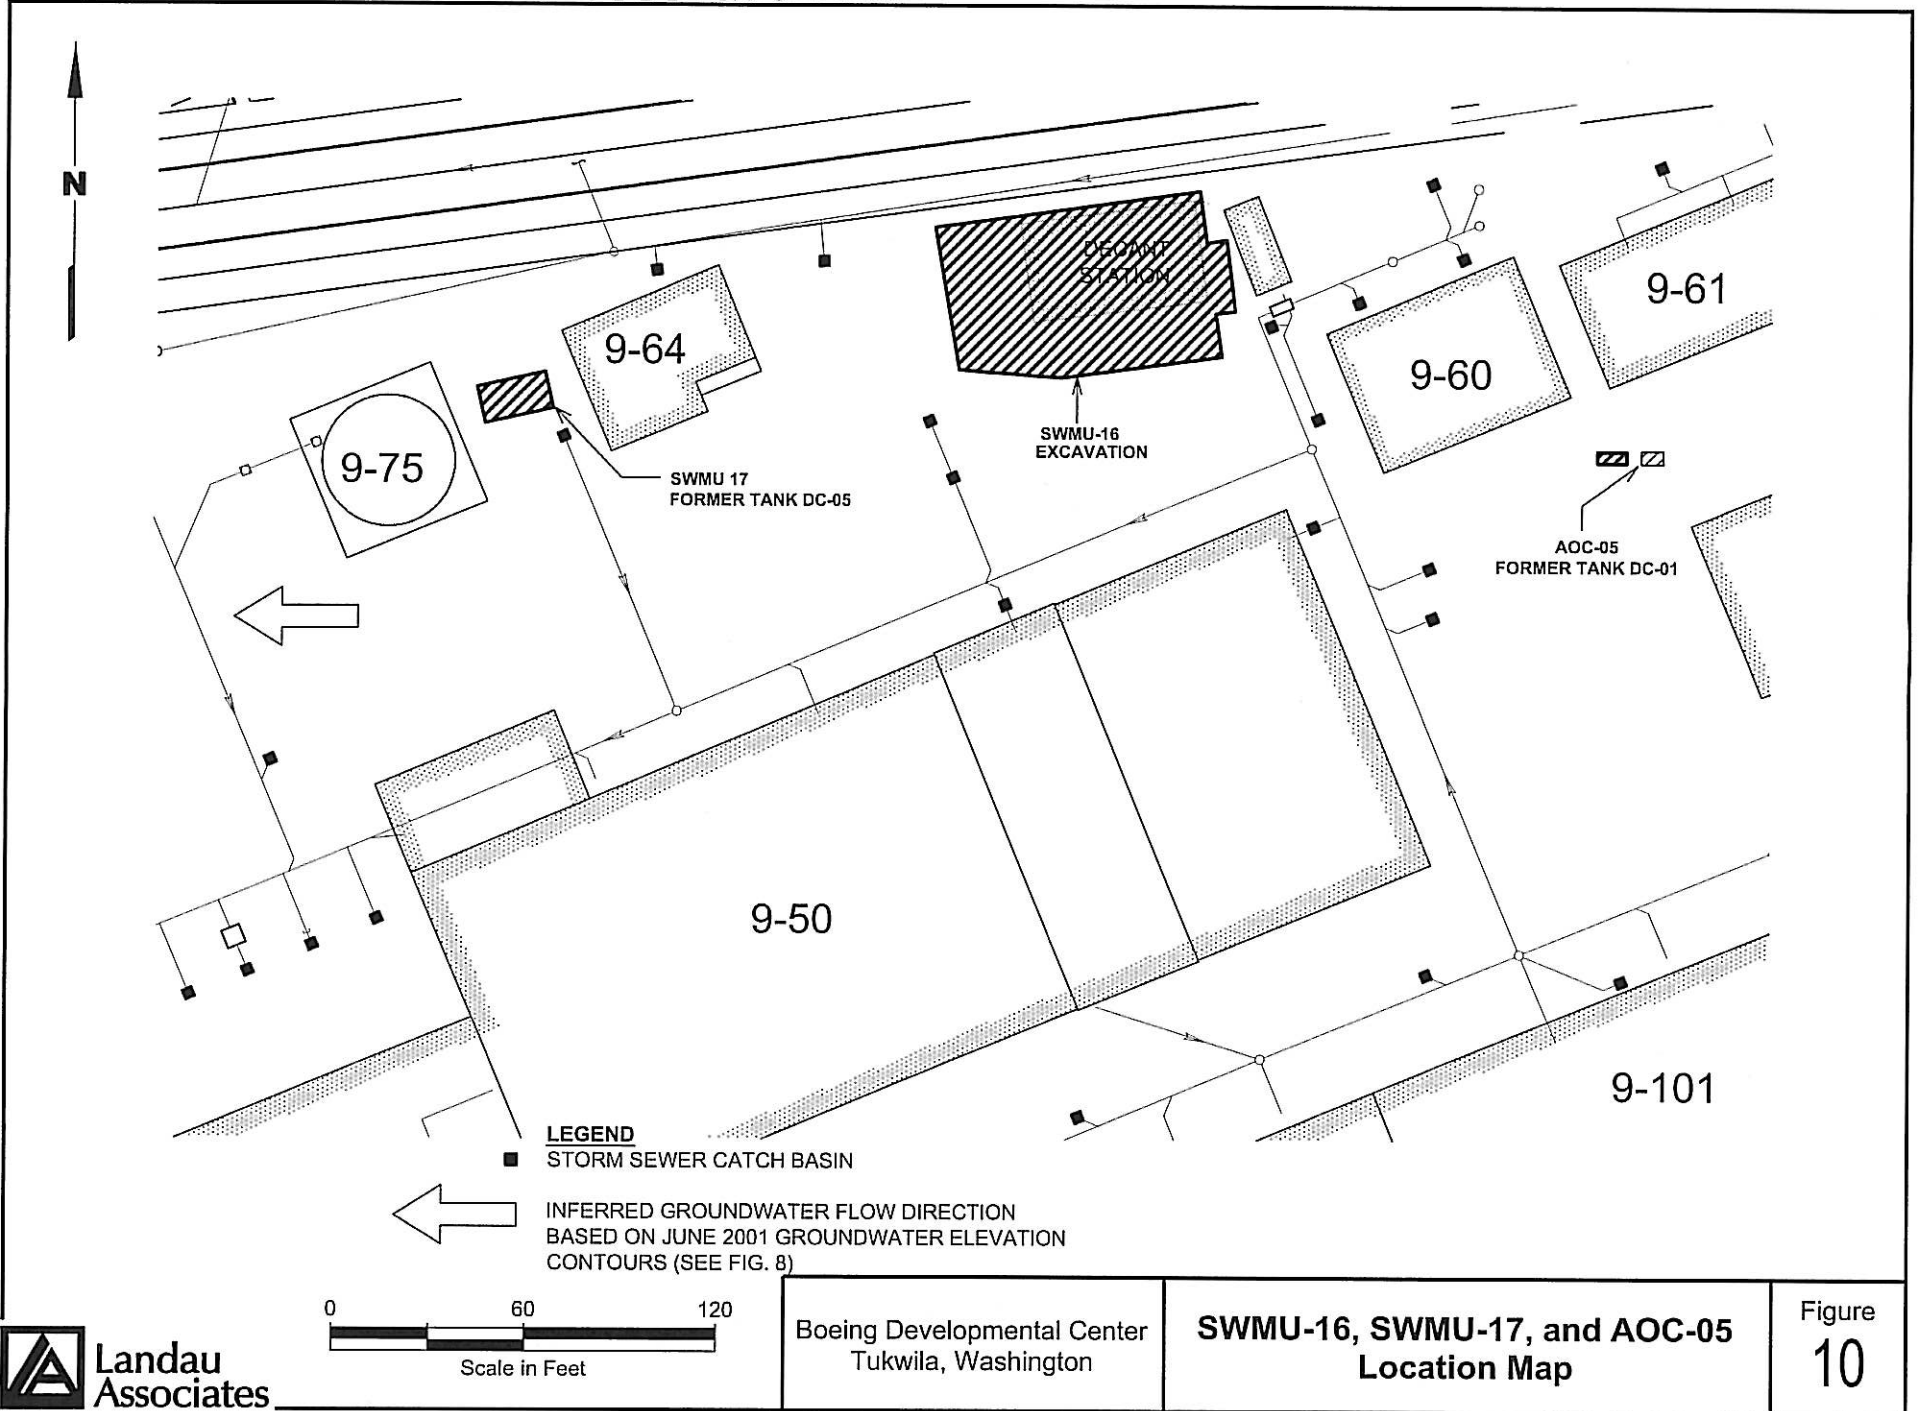 N
DECANT
STATION
9-61
9-64
9-60
SWMU-16
EXCAVATION
9-75
SWMU 17
FORMER TANK DC-05
AOC-05
FORMER TANK DC-01
9-50
9-101
LEGEND
STORM SEWER CATCH BASIN
INFERRED GROUNDWATER FLOW DIRECTION
BASED ON JUNE 2001 GROUNDWATER ELEVATION
CONTOURS (SEE FIG. 8)
0 60 120
Scale in Feet
Landau
Associates
Boeing Developmental Center
Tukwila, Washington
SWMU-16, SWMU-17, and AOC-05
Location Map
Figure
10